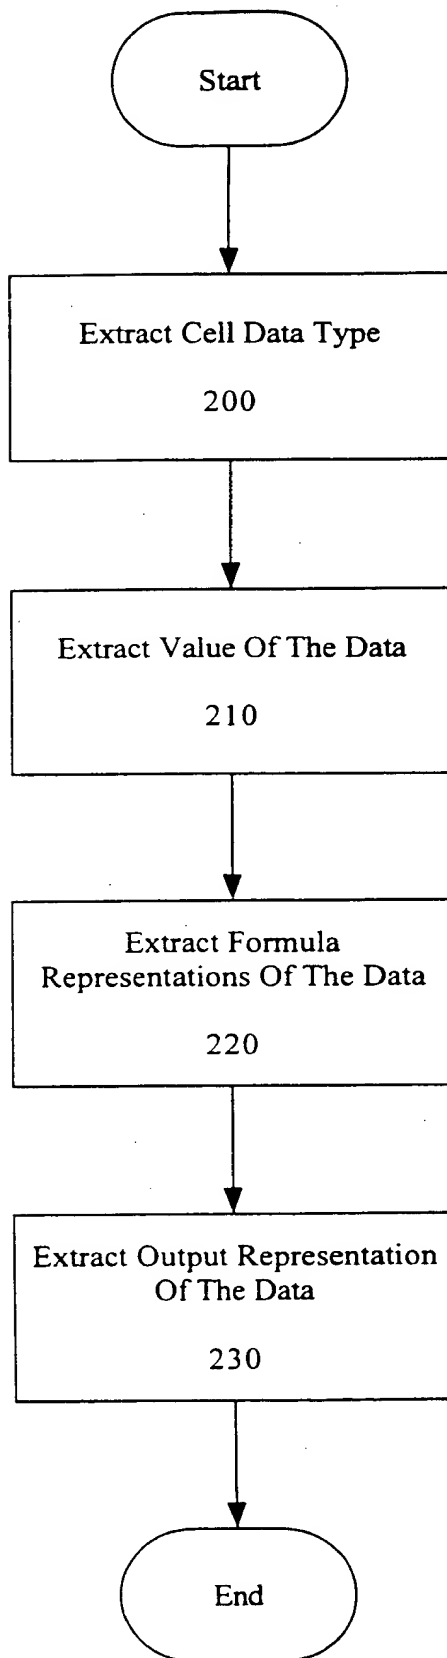 Start
Extract Cell Data Type
200
Extract Value Of The Data
210
Extract Formula
Representations Of The Data
220
Extract Output Representation
Of The Data
230
End